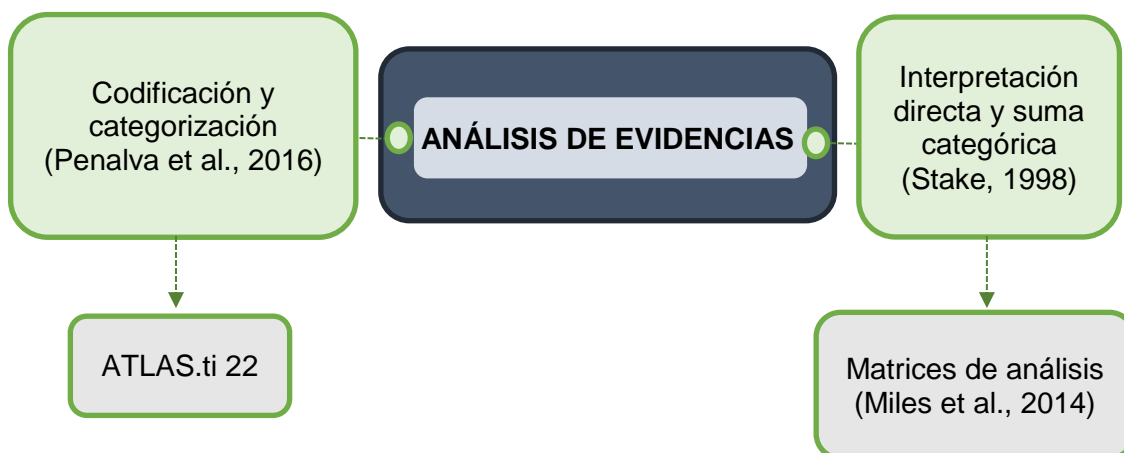 Codificación y
categorización
(Penalva et al., 2016)
ANÁLISIS DE EVIDENCIAS
Interpretación
directa y suma
categórica
(Stake, 1998)
ATLAS.ti 22
Matrices de análisis
(Miles et al., 2014)